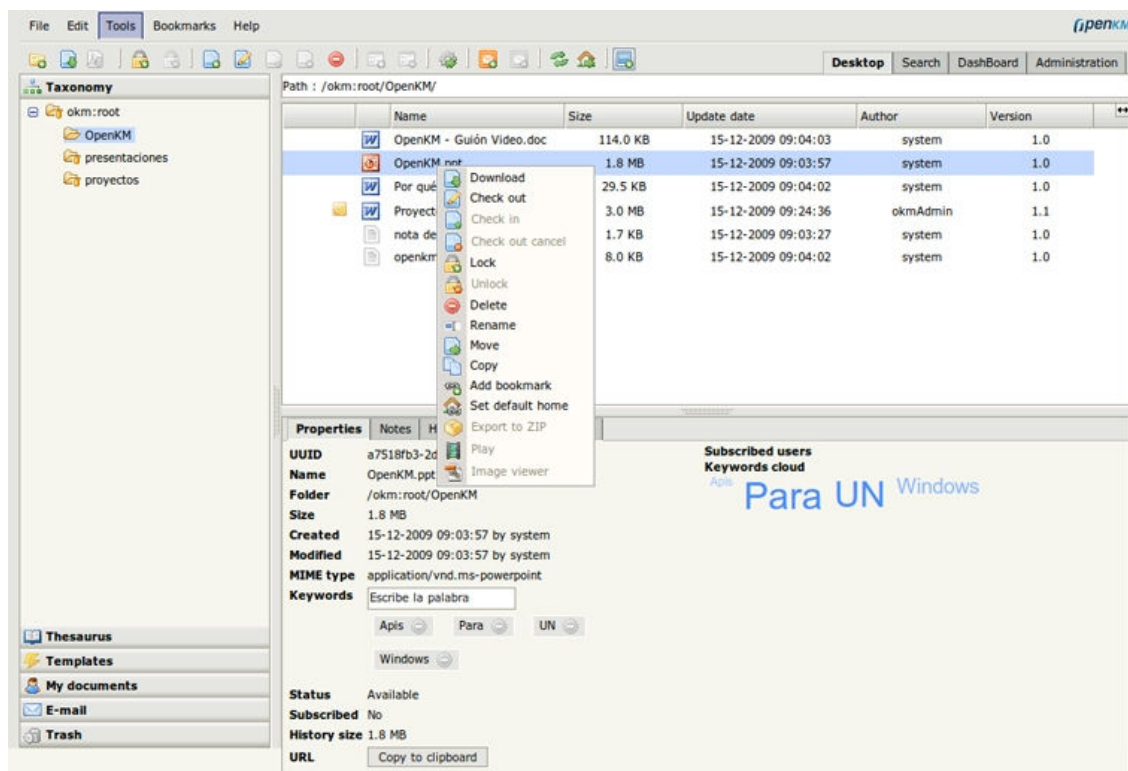 File Edit Tools Bookmarks Help
OpenKM
Desktop Search DashBoard Administration
Taxonomy
okm:root
OpenKM
presentaciones
proyectos
Path : /okm:root/OpenKM/
Name Size Update date Author Version
OpenKM - Guión Video.doc 114.0 KB 15-12-2009 09:04:03 system 1.0
OpenKM.ppt 1.8 MB 15-12-2009 09:03:57 system 1.0
Por qué 29.5 KB 15-12-2009 09:04:02 system 1.0
Proyect 3.0 MB 15-12-2009 09:24:36 okmAdmin 1.1
nota de 1.7 KB 15-12-2009 09:03:27 system 1.0
openkm 8.0 KB 15-12-2009 09:04:02 system 1.0
Download
Check out
Check in
Check out cancel
Lock
Unlock
Delete
Rename
Move
Copy
Add bookmark
Set default home
Export to ZIP
Play
Image viewer
Properties Notes H
UUID a7518fb3-2d
Name OpenKM.ppt
Folder /okm:root/OpenKM
Size 1.8 MB
Created 15-12-2009 09:03:57 by system
Modified 15-12-2009 09:03:57 by system
MIME type application/vnd.ms-powerpoint
Keywords Escribe la palabra
Apis Para UN
Windows
Status Available
Subscribed No
History size 1.8 MB
URL Copy to clipboard
Subscribed users
Keywords cloud
Apis Para UN Windows
Thesaurus
Templates
My documents
E-mail
Trash